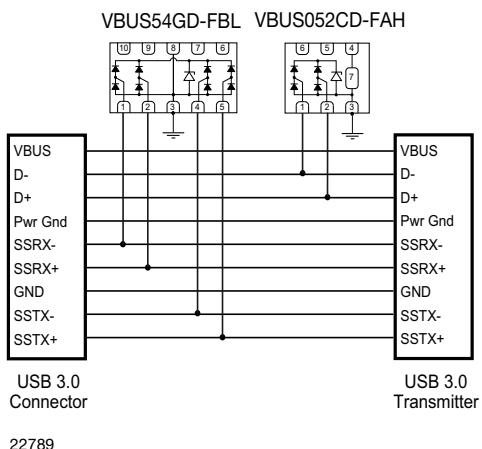 VBUS54GD-FBL VBUS052CD-FAH
10 9 8 7 6
6 5 4
7
1 2 3 4 5
1 2 3
VBUS VBUS
D- D-
D+ D+
Pwr Gnd Pwr Gnd
SSRX- SSRX-
SSRX+ SSRX+
GND GND
SSTX- SSTX-
SSTX+ SSTX+
USB 3.0 USB 3.0
Connector Transmitter
22789